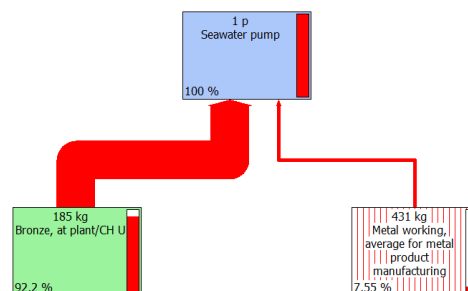 1 p
Seawater pump
100 %
185 kg
Bronze, at plant/CH U
92.2 %
431 kg
Metal working,
average for metal
product
manufacturing
7.55 %